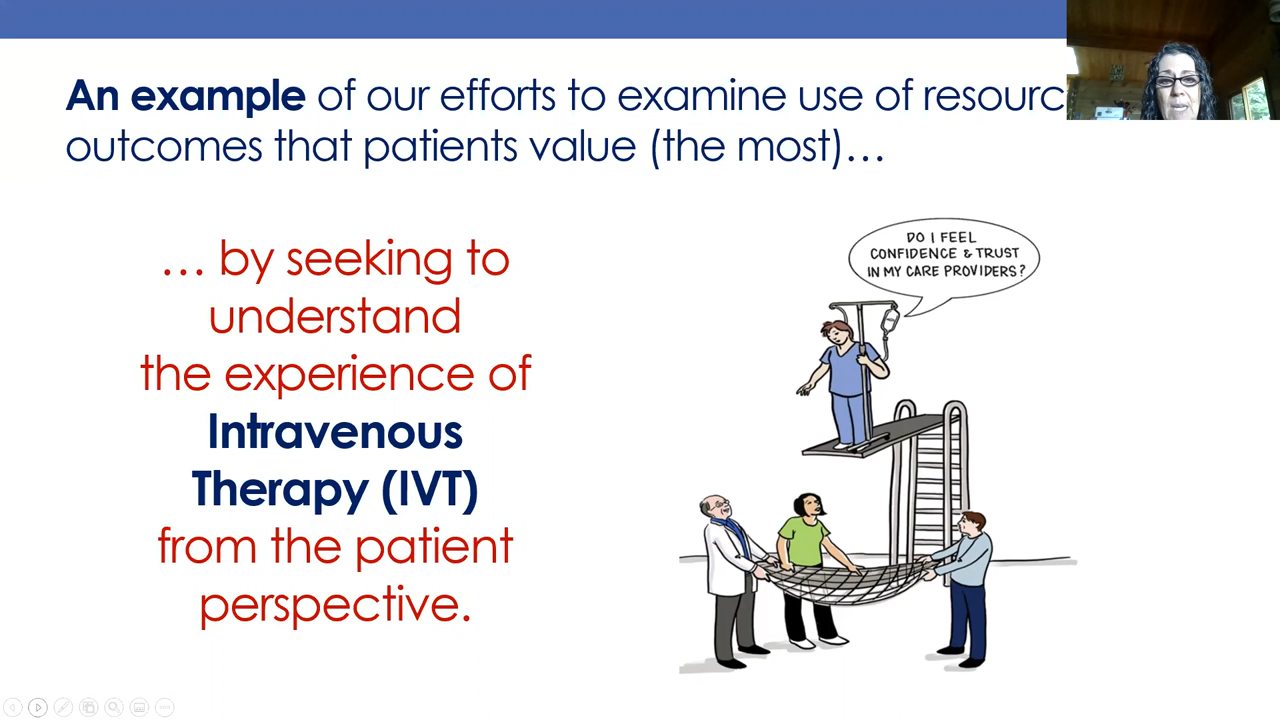 An example of our efforts to examine use of
outcomes that patients value (the most)…
… by seeking to
understand
the experience of
Intravenous
Therapy (IVT)
from the patient
perspective.
DO I FEEL
CONFIDENCE & TRUST
IN MY CARE PROVIDERS?